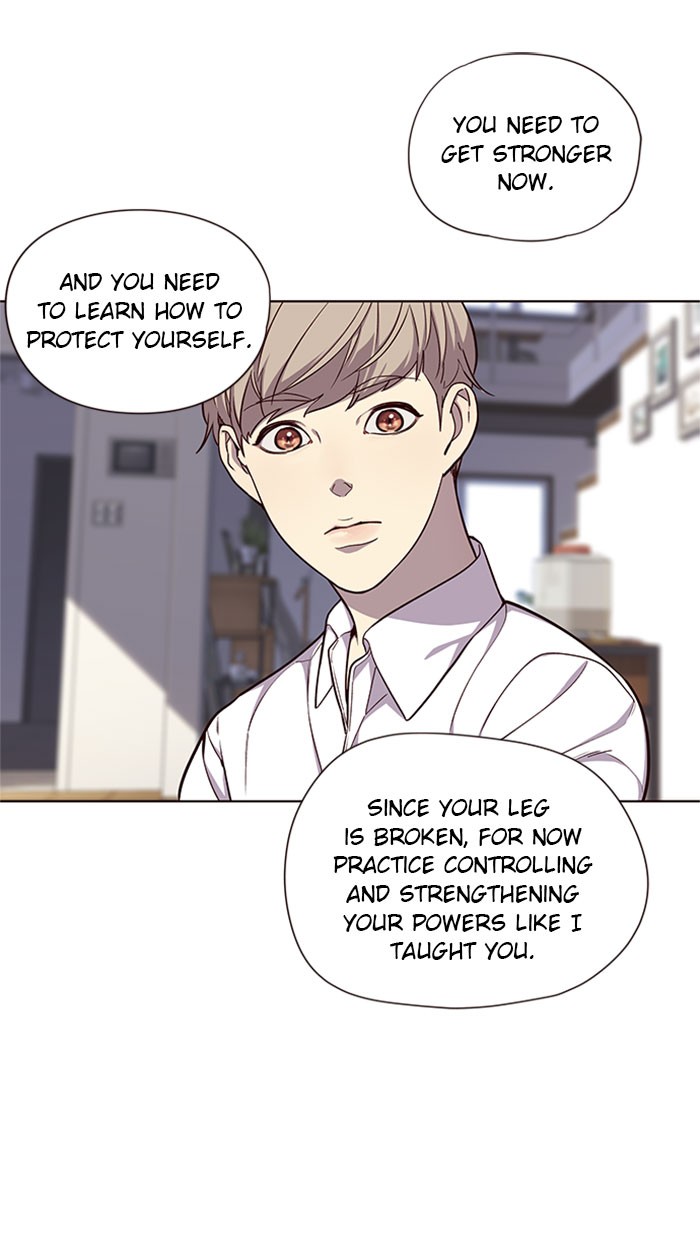 YOU NEED TO
GET STRONGER
NOW.
AND YOU NEED
TO LEARN HOW TO
PROTECT YOURSELF.
SINCE YOUR LEG
IS BROKEN, FOR NOW
PRACTICE CONTROLLING
AND STRENGTHENING
YOUR POWERS LIKE I
TAUGHT YOU.